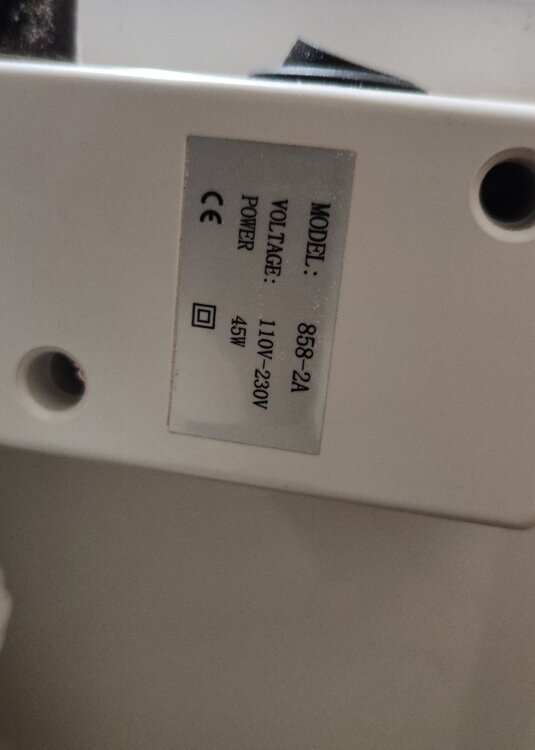 MODEL: 858-2A
VOLTAGE: 110V-230V
POWER 45W
CE